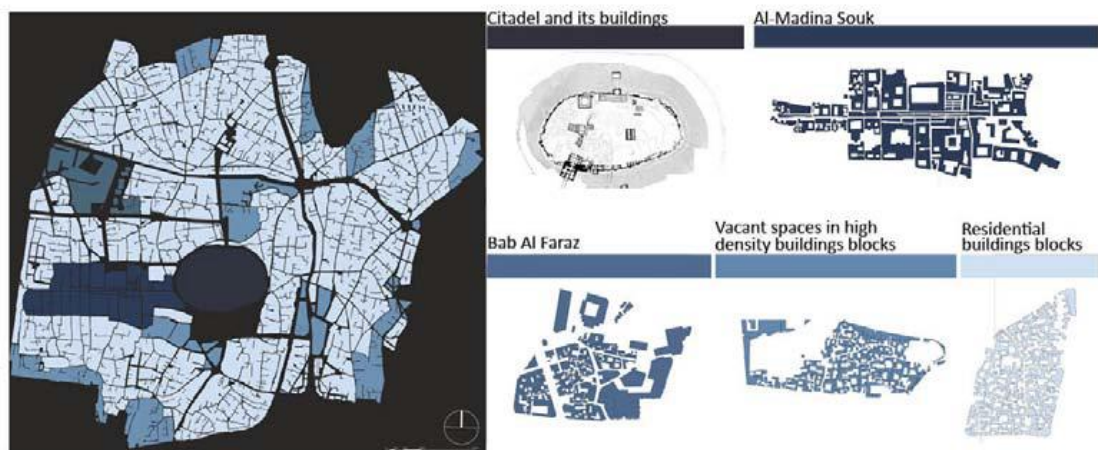 Citadel and its buildings
Al-Madina Souk
Bab Al Faraz
Vacant spaces in high
density buildings blocks
Residential
buildings blocks